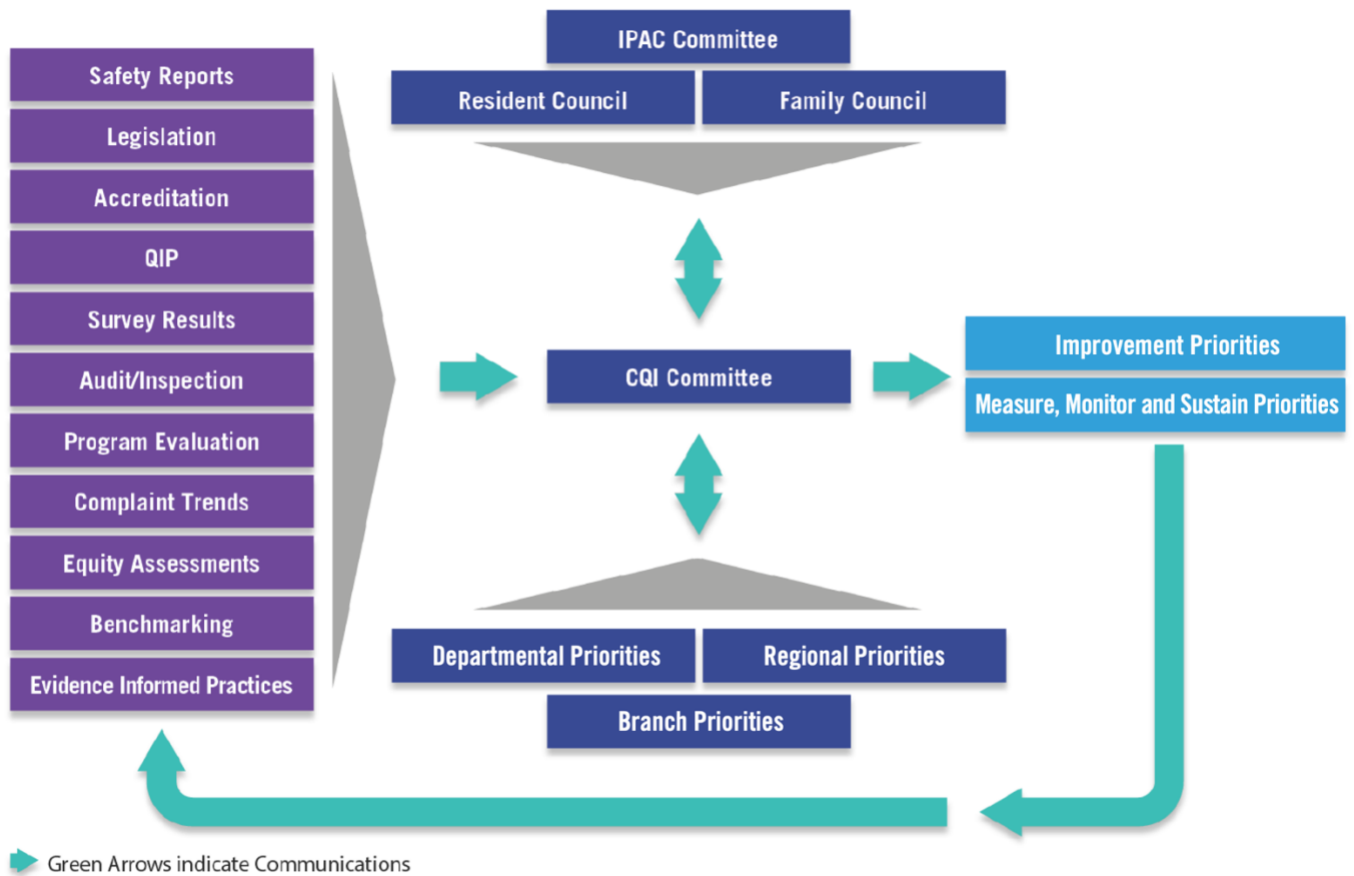 IPAC Committee
Resident Council
Family Council
Safety Reports
Legislation
Accreditation
QIP
Survey Results
Audit/Inspection
Program Evaluation
Complaint Trends
Equity Assessments
Benchmarking
Evidence Informed Practices
CQI Committee
Improvement Priorities
Measure, Monitor and Sustain Priorities
Departmental Priorities
Regional Priorities
Branch Priorities
Green Arrows indicate Communications